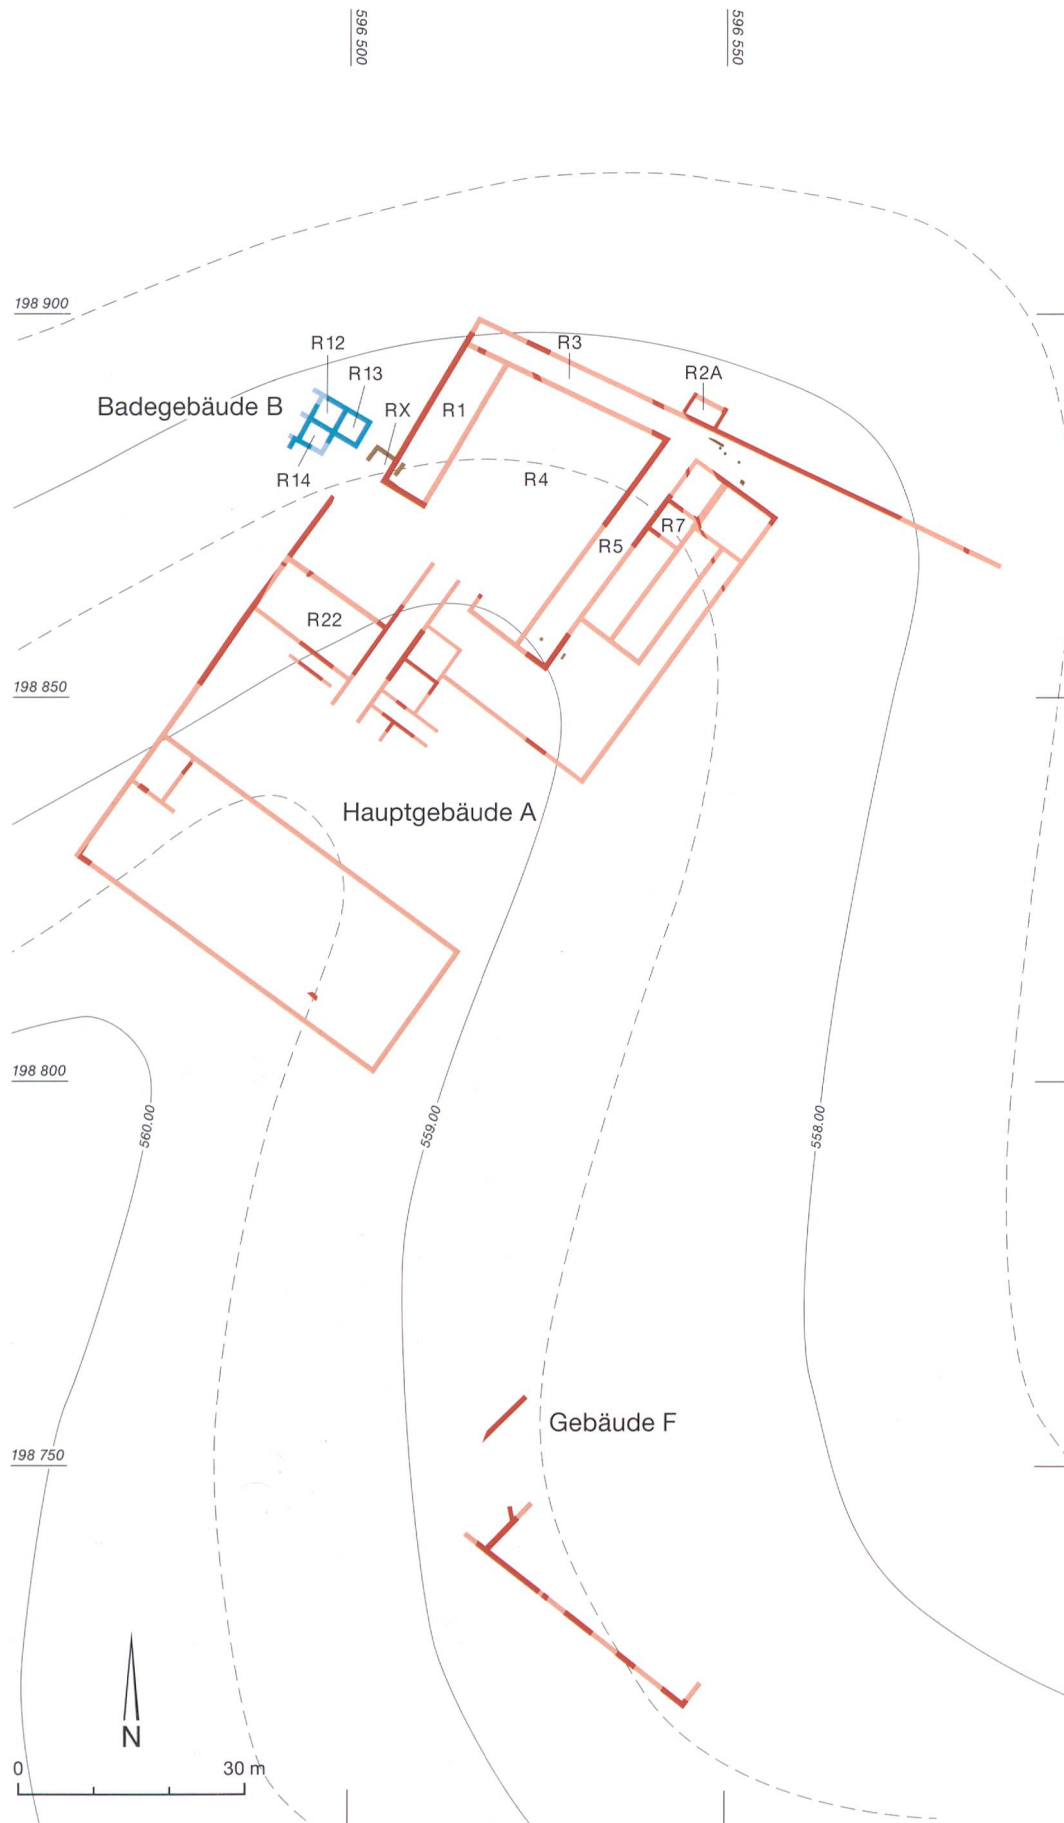 596 500
596 550
198 900
R12
R3
R13
R2A
Badegebäude B
RX
R1
R14
R4
R7
R5
R22
198 850
Hauptgebäude A
198 800
560.00
559.00
558.00
Gebäude F
198 750
N
0
30 m